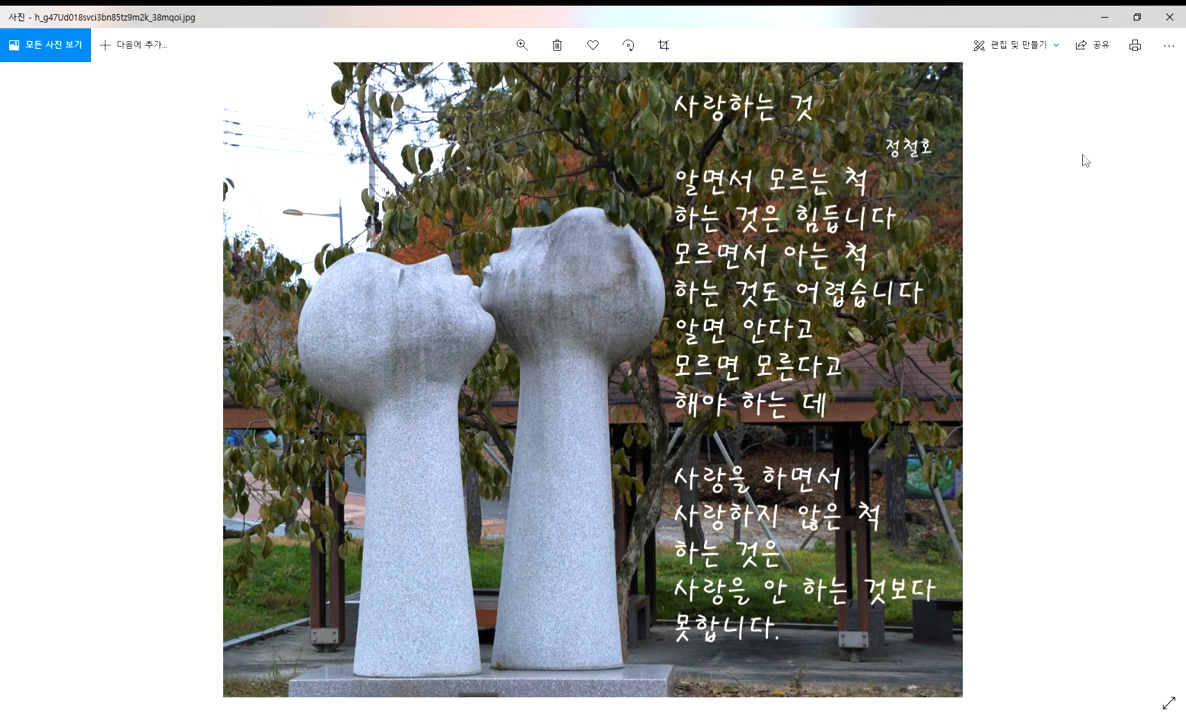 사진 - h_g47Ud018svci3bn85tz9m2k_38mqoi.jpg
모든 사진 보기
다음에 추가...
편집 및 만들기
공유
사랑하는 것
정철호
알면서 모르는 척
하는 것은 힘듭니다
모르면서 아는 척
하는 것도 어렵습니다
알면 안다고
모르면 모른다고
해야 하는 데
사랑을 하면서
사랑하지 않은 척
하는 것은
사랑을 안 하는 것보다
못합니다.